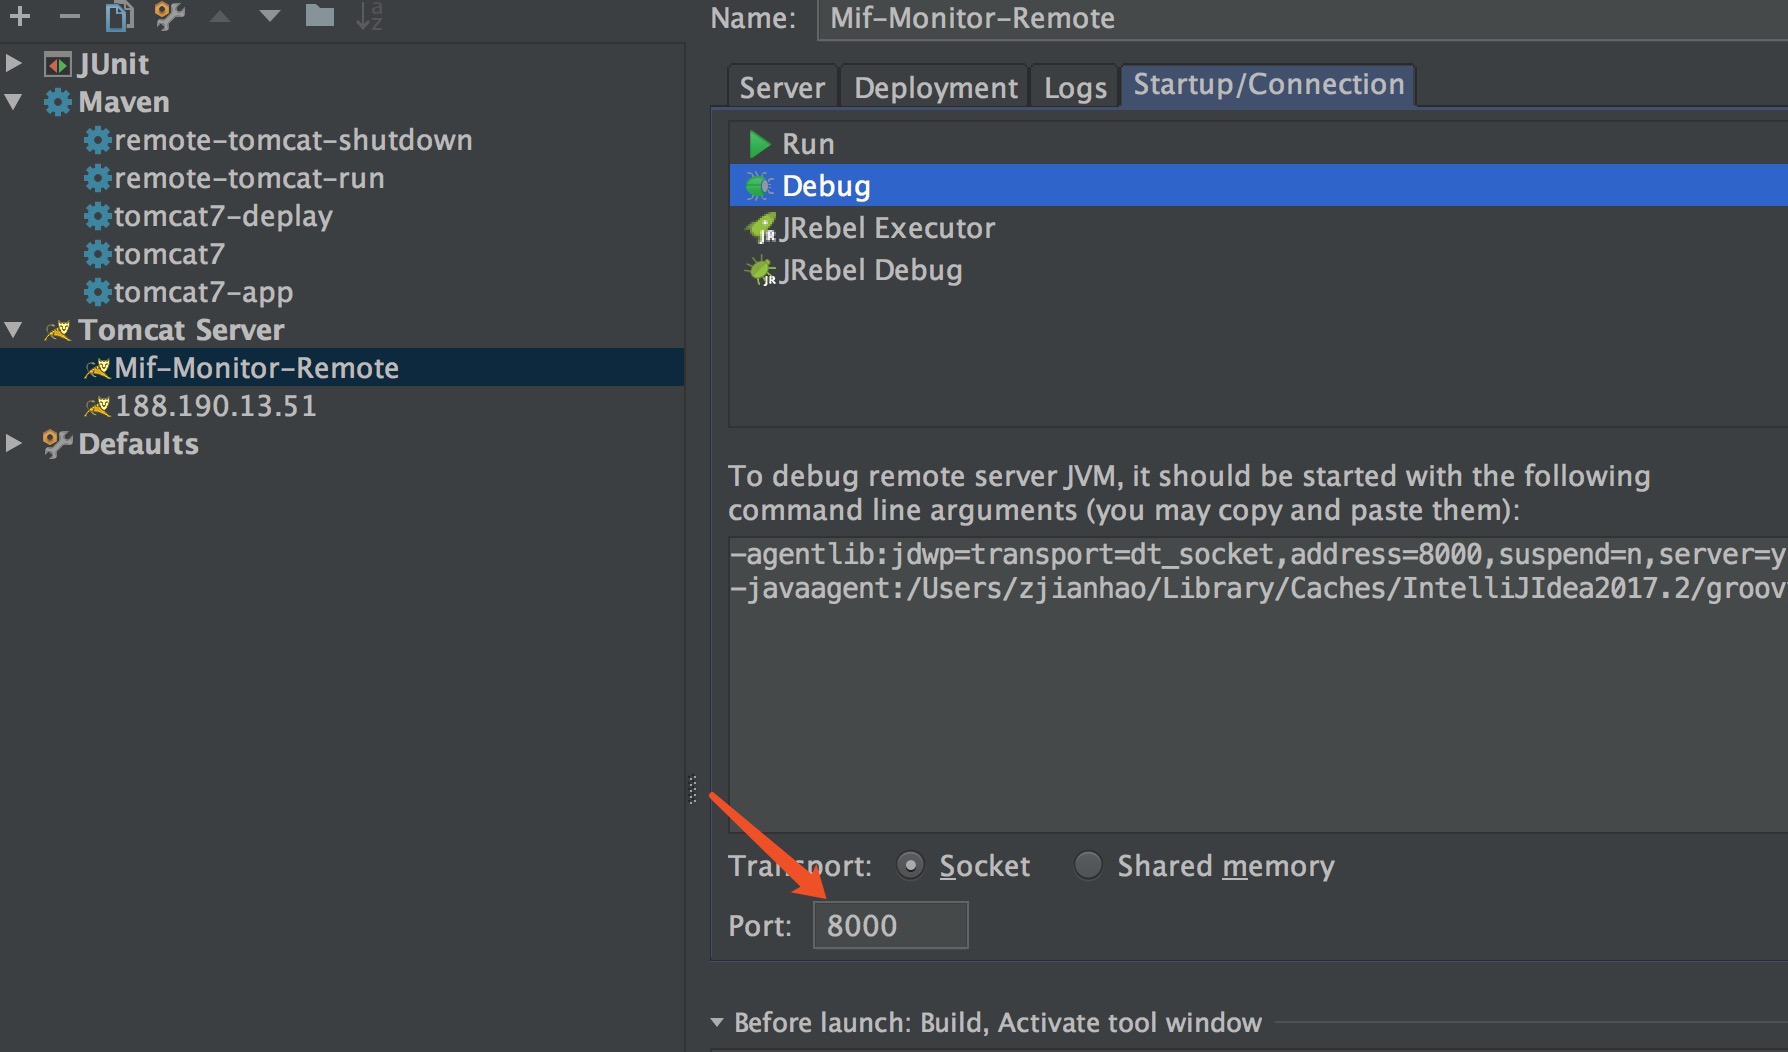 Name: Mif-Monitor-Remote
JUnit
Maven
remote-tomcat-shutdown
remote-tomcat-run
tomcat7-deplay
tomcat7
tomcat7-app
Tomcat Server
Mif-Monitor-Remote
188.190.13.51
Defaults
Server Deployment Logs Startup/Connection
Run
Debug
JRebel Executor
JRebel Debug
To debug remote server JVM, it should be started with the following
command line arguments (you may copy and paste them):
-agentlib:jdwp=transport=dt_socket,address=8000,suspend=n,server=y
-javaagent:/Users/zjianhao/Library/Caches/IntelliJIdea2017.2/groov
Transport: Socket Shared memory
Port: 8000
Before launch: Build, Activate tool window